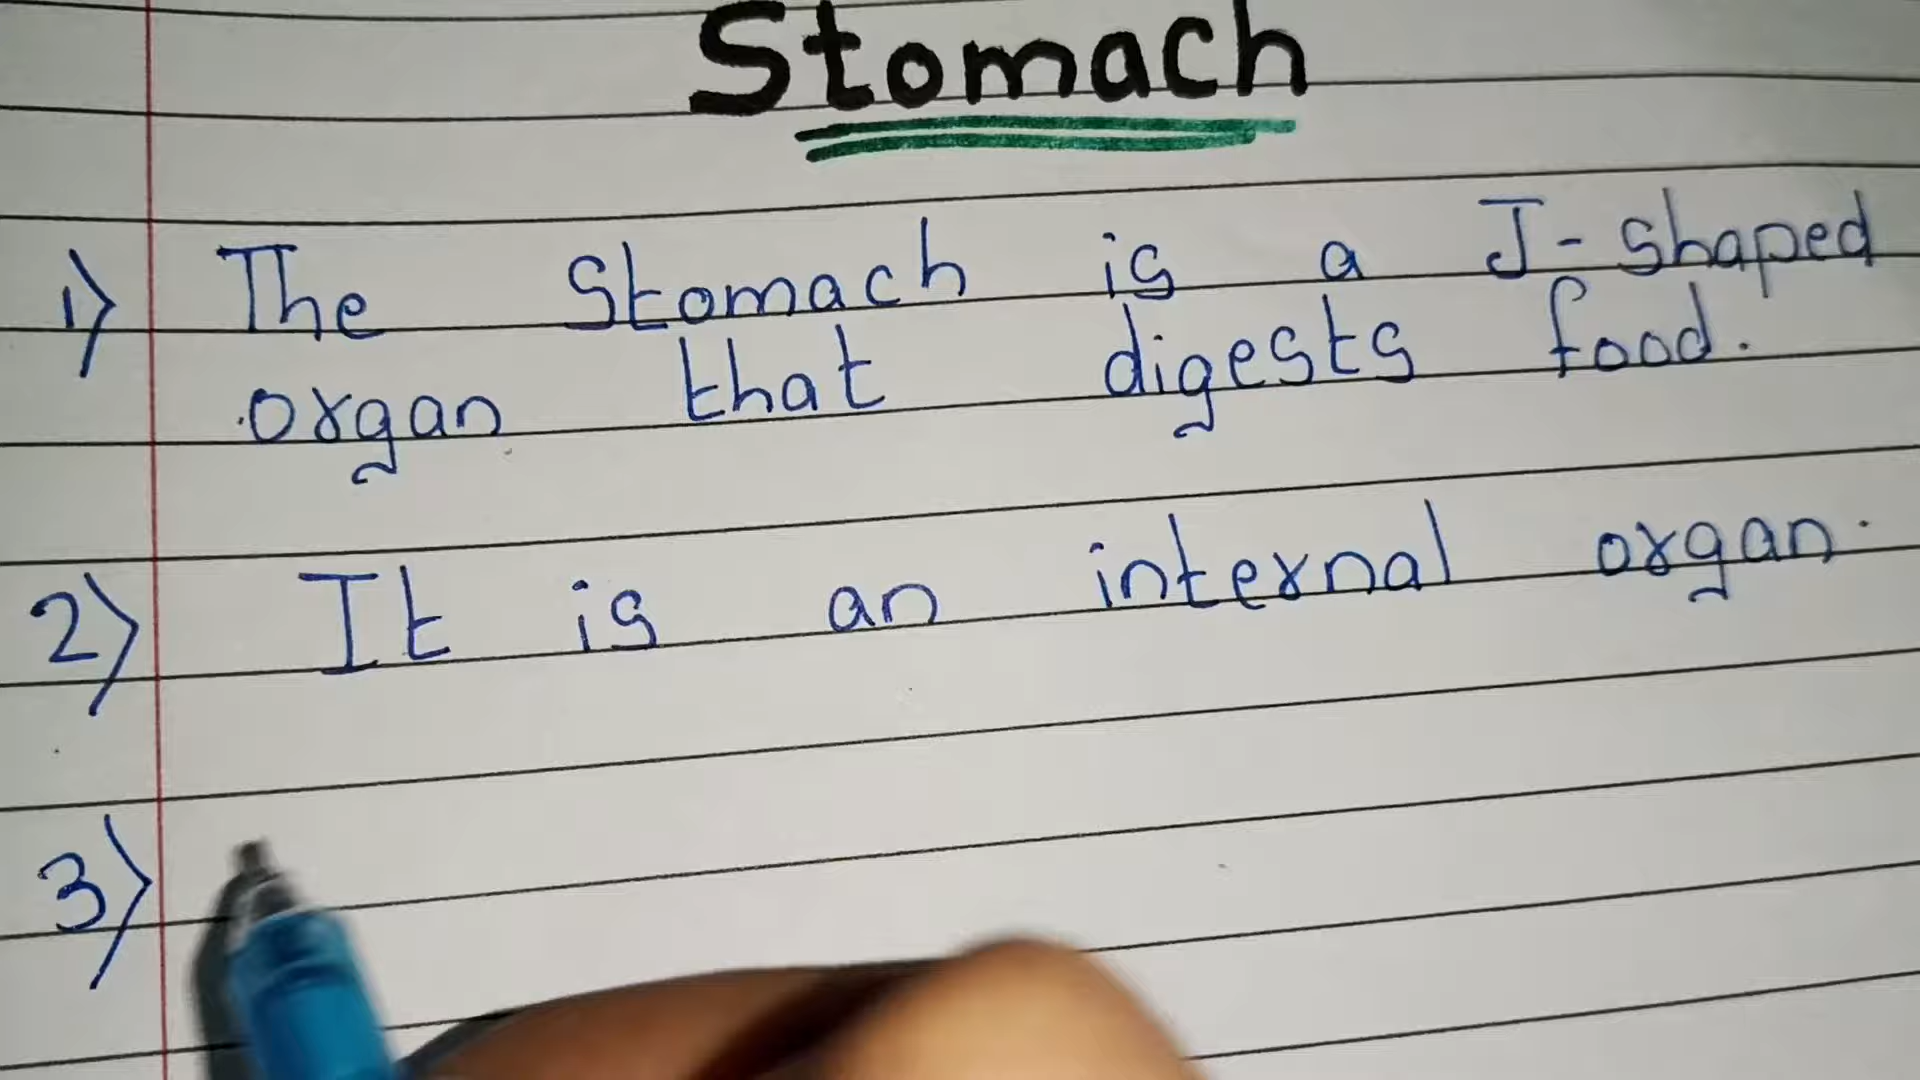 Stomach
1) The Stomach is a J-shaped
organ that digests food.
2) It is an internal organ.
3)